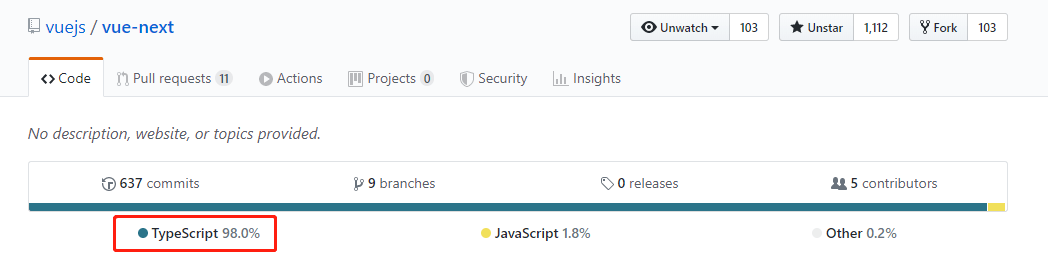 vuejs / vue-next Unwatch 103 Unstar 1,112 Fork 103
Code Pull requests 11 Actions Projects 0 Security Insights
No description, website, or topics provided.
637 commits 9 branches 0 releases 5 contributors
TypeScript 98.0% JavaScript 1.8% Other 0.2%